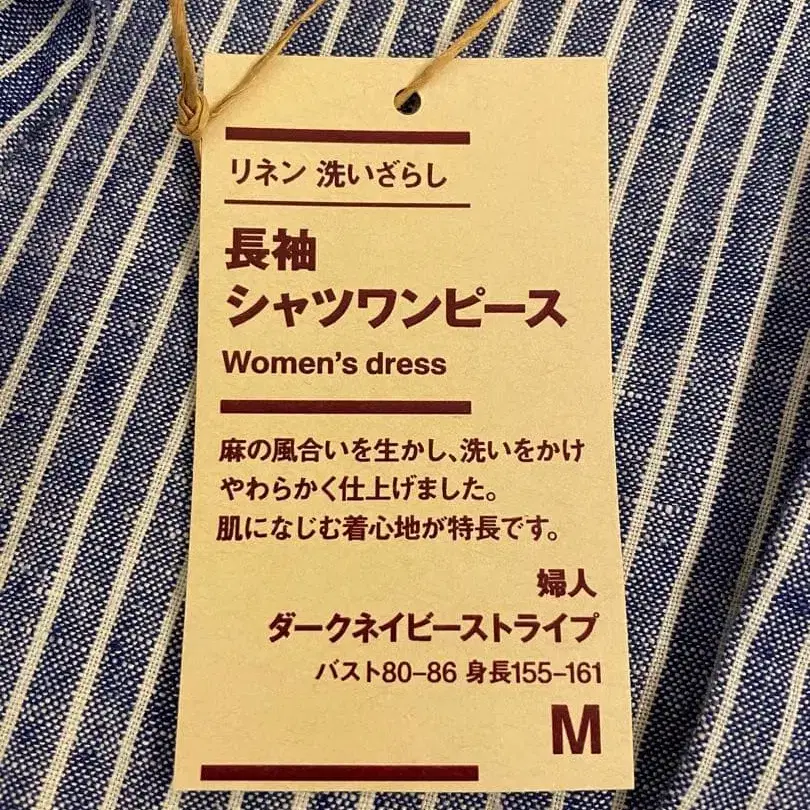 リネン 洗いざらし
長袖
シャツワンピース
Women's dress
麻の風合いを生かし、洗いをかけ
やわらかく仕上げました。
肌になじむ着心地が特長です。
婦人
ダークネイビーストライプ
バスト80-86 身長155-161
M